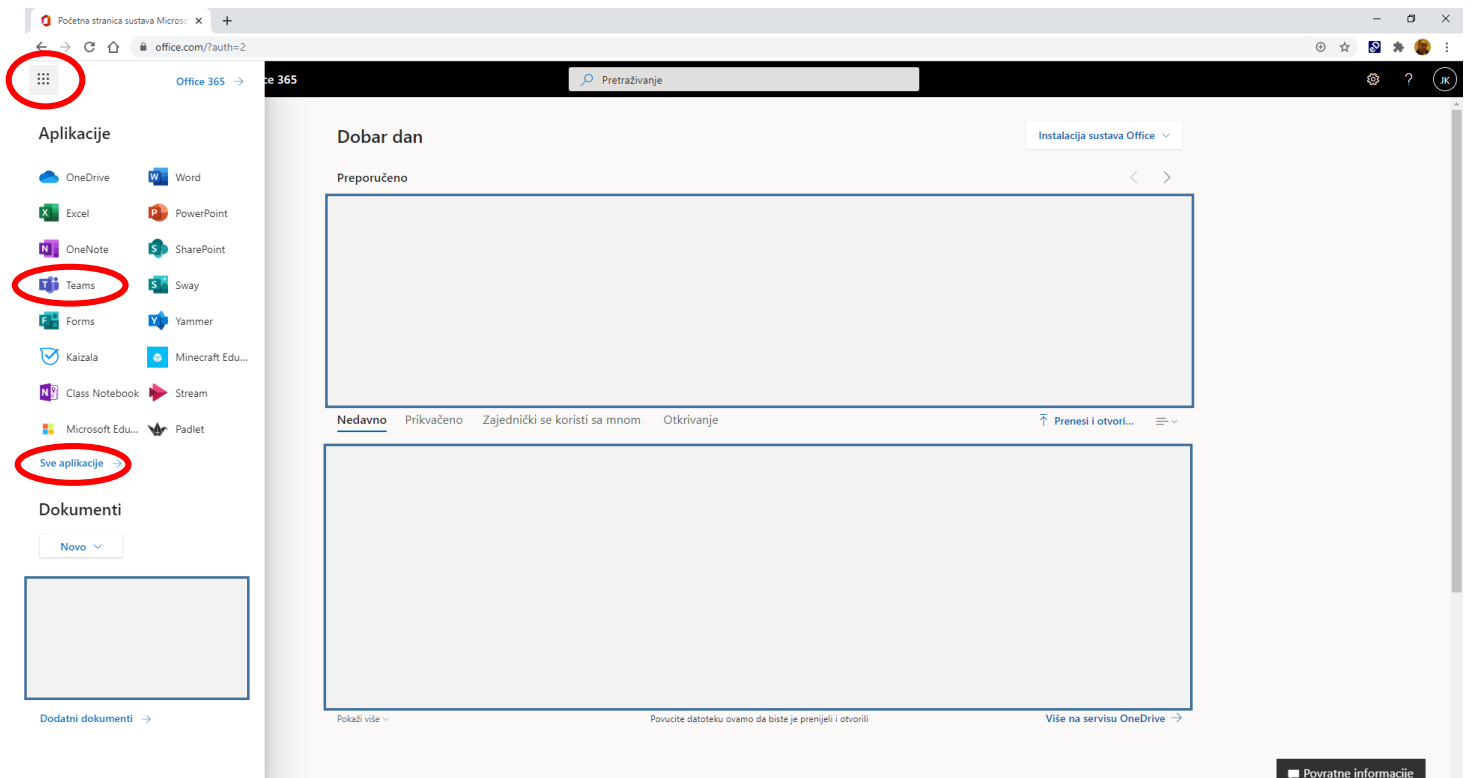 Početna stranica sustava Microso
office.com/?auth=2
Office 365 →
ce 365
Pretraživanje
?
JK
Aplikacije
OneDrive
Word
Excel
PowerPoint
OneNote
SharePoint
Teams
Sway
Forms
Yammer
Kaizala
Minecraft Edu...
Class Notebook
Stream
Microsoft Edu...
Padlet
Sve aplikacije →
Dokumenti
Novo
Dodatni dokumenti →
Dobar dan
Instalacija sustava Office
Preporučeno
Nedavno Prikvačeno Zajednički se koristi sa mnom Otkrivanje
Prenesi i otvori...
Pokaži više
Povucite datoteku ovamo da biste je prenijeli i otvorili
Više na servisu OneDrive →
Povratne informacije